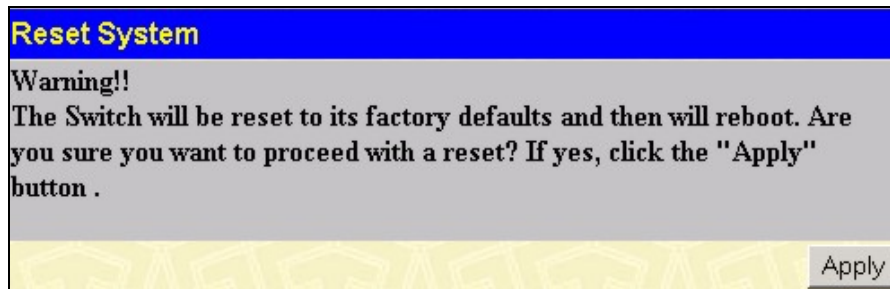 Reset System
Warning!!
The Switch will be reset to its factory defaults and then will reboot. Are
you sure you want to proceed with a reset? If yes, click the "Apply"
button .
Apply